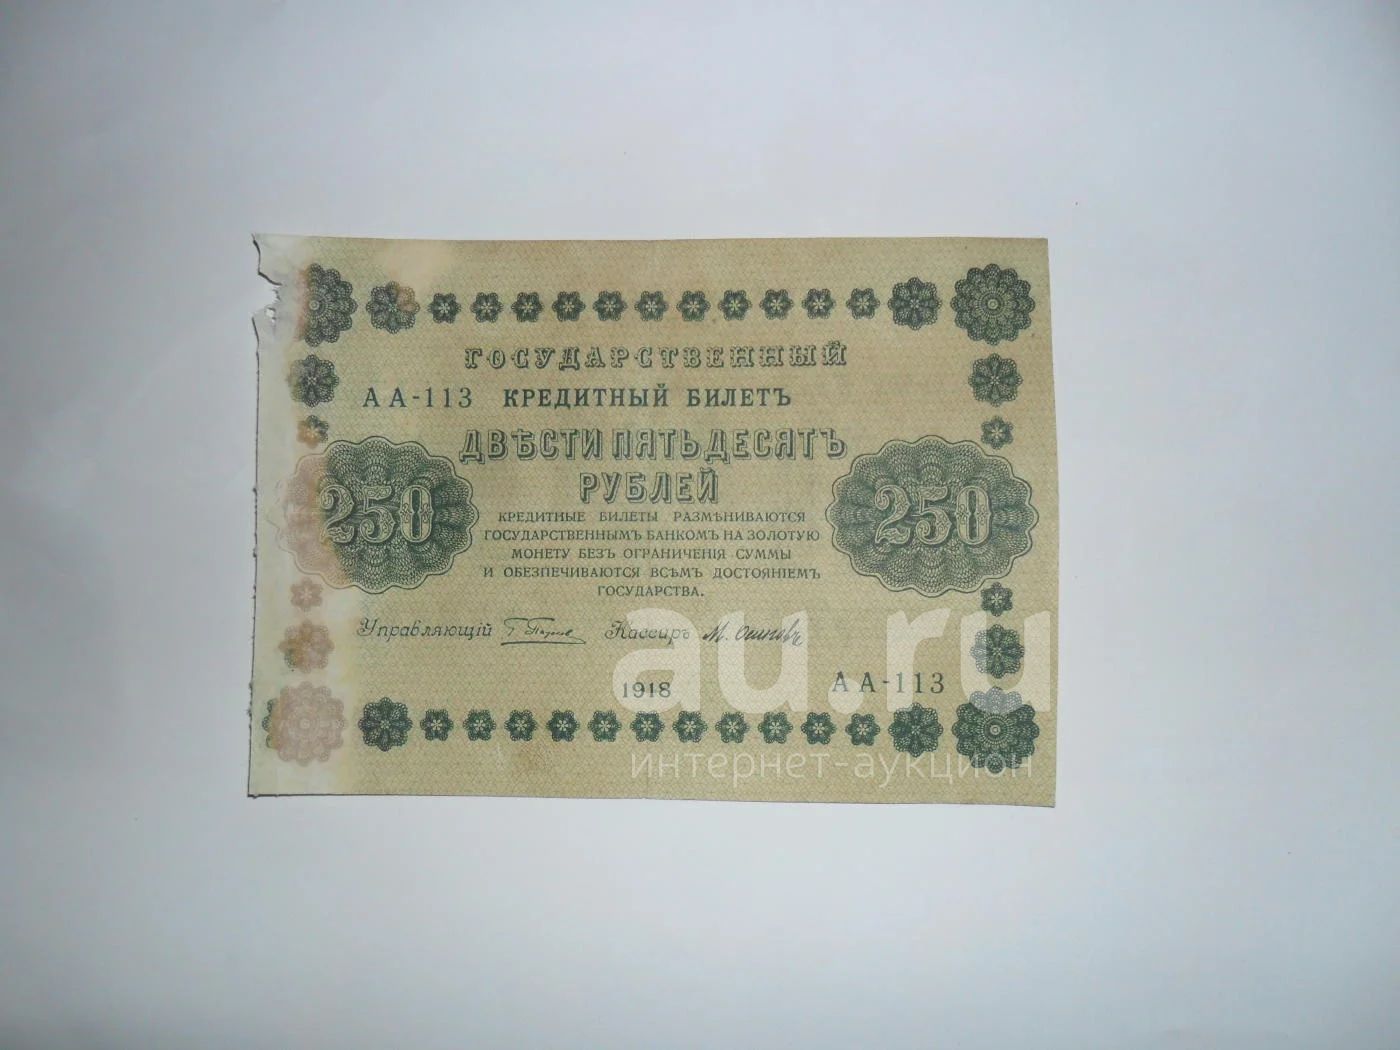 ГОСУДАРСТВЕННЫЙ
АА-113 КРЕДИТНЫЙ БИЛЕТЪ
ДВѢСТИ ПЯТЬДЕСЯТЪ
РУБЛЕЙ
250
250
КРЕДИТНЫЕ БИЛЕТЫ РАЗМѢНИВАЮТСЯ
ГОСУДАРСТВЕННЫМЪ БАНКОМЪ НА ЗОЛОТУЮ
МОНЕТУ БЕЗЪ ОГРАНИЧЕНІЯ СУММЫ
И ОБЕЗПЕЧИВАЮТСЯ ВСѢМЪ ДОСТОЯНІЕМЪ
ГОСУДАРСТВА.
Управляющій Кассиръ М. Осиповъ
1918
АА-113
au.ru
интернет-аукцион